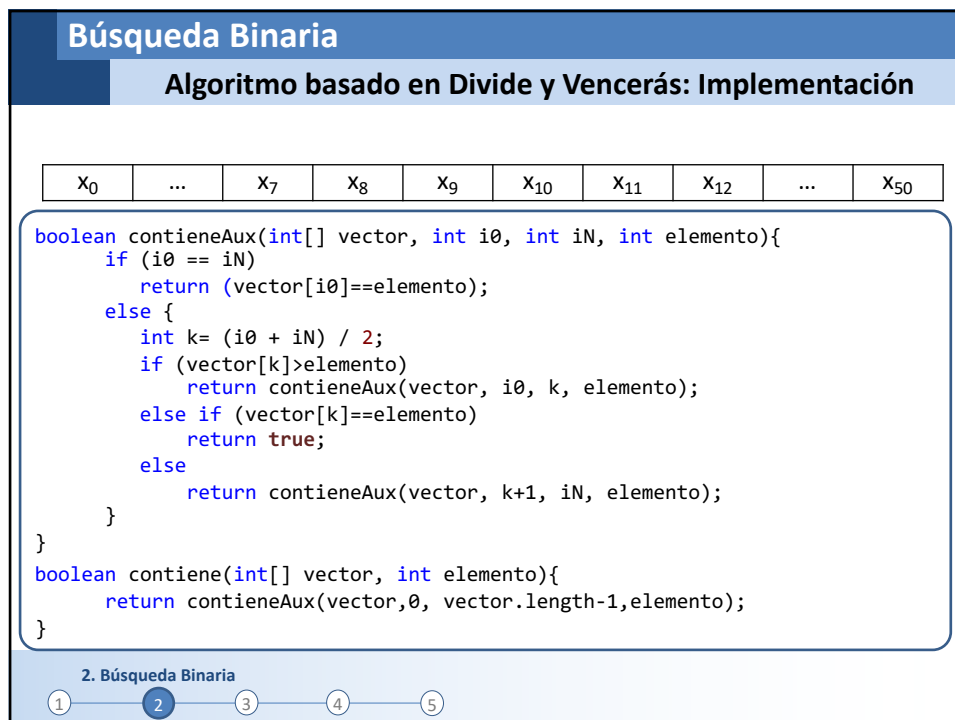 Búsqueda Binaria
Algoritmo basado en Divide y Vencerás: Implementación
x0 ... x7 x8 x9 x10 x11 x12 ... x50
boolean contieneAux(int[] vector, int i0, int iN, int elemento){
if (i0 == iN)
return (vector[i0]==elemento);
else {
int k= (i0 + iN) / 2;
if (vector[k]>elemento)
return contieneAux(vector, i0, k, elemento);
else if (vector[k]==elemento)
return true;
else
return contieneAux(vector, k+1, iN, elemento);
}
}
boolean contiene(int[] vector, int elemento){
return contieneAux(vector,0, vector.length-1,elemento);
}
2. Búsqueda Binaria
1 2 3 4 5